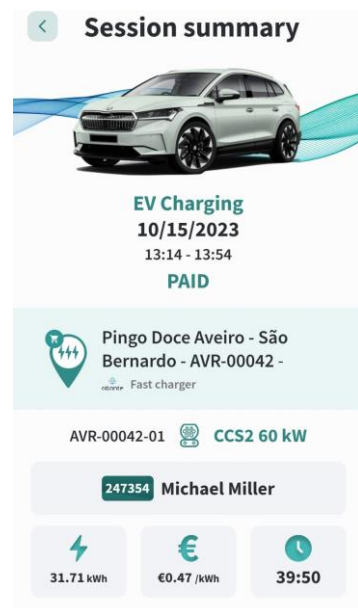 Session summary
EV Charging
10/15/2023
13:14 - 13:54
PAID
Pingo Doce Aveiro - São
Bernardo - AVR-00042 -
atlante Fast charger
AVR-00042-01 CCS2 60 kW
247354 Michael Miller
31.71 kWh €0.47 /kWh 39:50